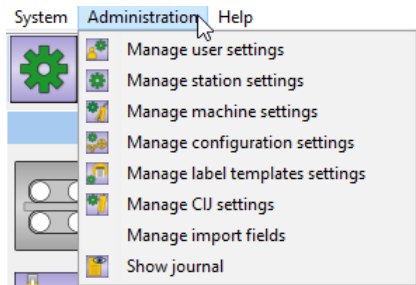 System Administration Help
Manage user settings
Manage station settings
Manage machine settings
Manage configuration settings
Manage label templates settings
Manage CIJ settings
Manage import fields
Show journal